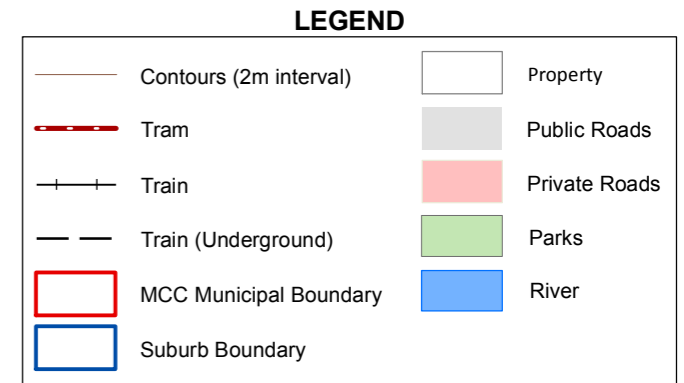 LEGEND
Contours (2m interval)
Tram
Train
Train (Underground)
MCC Municipal Boundary
Suburb Boundary
Property
Public Roads
Private Roads
Parks
River